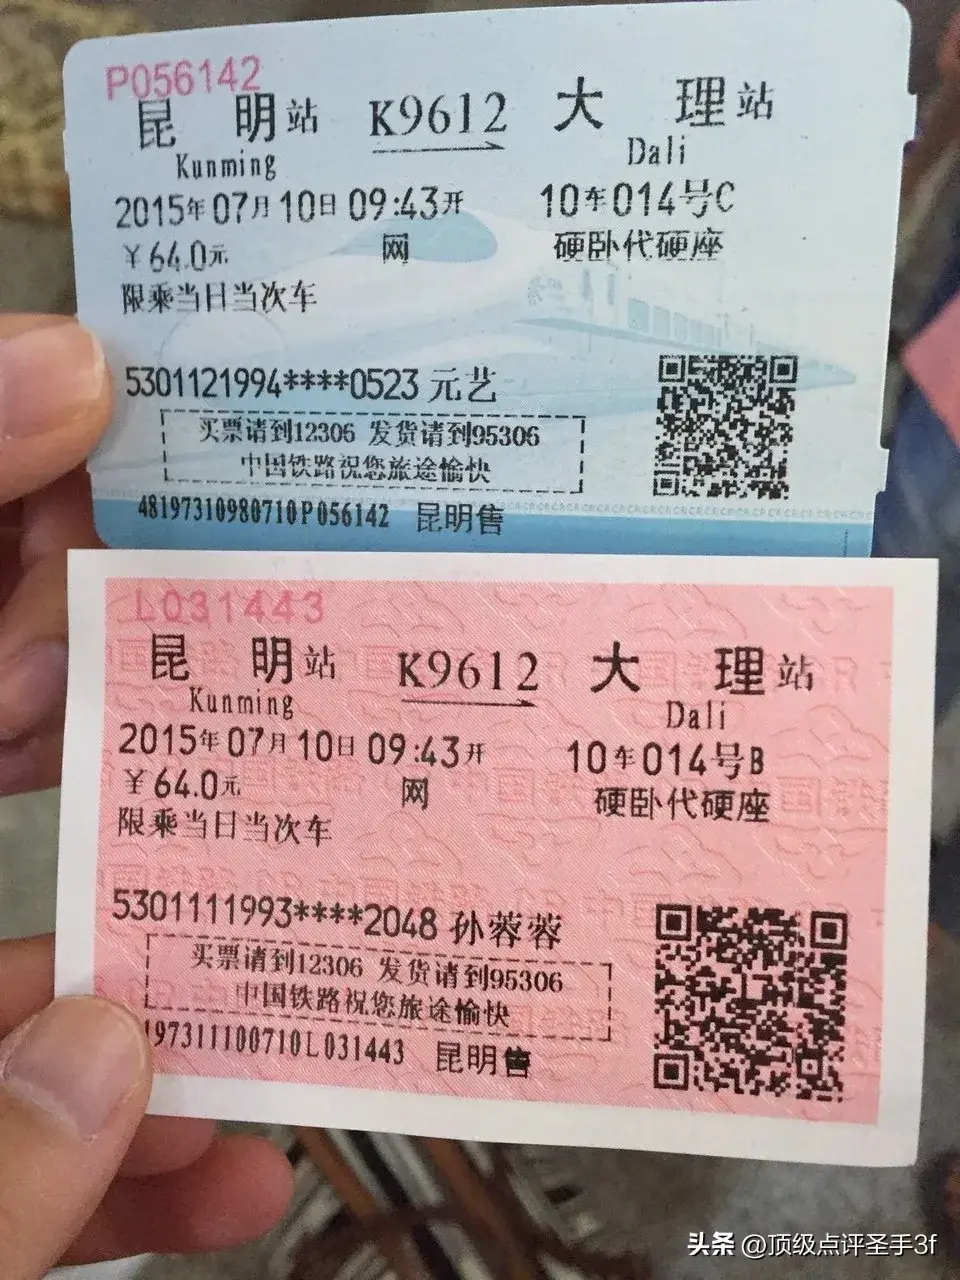 P056142
昆 明站 K9612 大 理站
Kunming Dali
2015年07月10日09:43开 10车014号C
￥64.0元 网 硬卧代硬座
限乘当日当次车
5301121994****0523 元艺
买票请到12306 发货请到95306
中国铁路祝您旅途愉快
48197310980710P056142 昆明售
L031443
昆 明站 K9612 大 理站
Kunming Dali
2015年07月10日09:43开 10车014号B
￥64.0元 网 硬卧代硬座
限乘当日当次车
5301111993****2048 孙蓉蓉
买票请到12306 发货请到95306
中国铁路祝您旅途愉快
197311100710L031443 昆明售
头条 @顶级点评圣手3f